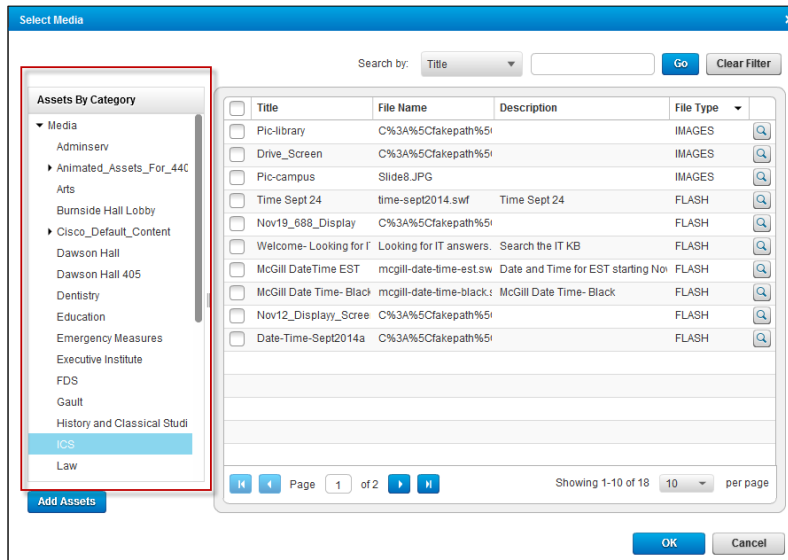 Select Media
Search by: Title Go Clear Filter
Assets By Category
Media
Adminserv
Animated_Assets_For_440
Arts
Burnside Hall Lobby
Cisco_Default_Content
Dawson Hall
Dawson Hall 405
Dentistry
Education
Emergency Measures
Executive Institute
FDS
Gault
History and Classical Studi
ICS
Law
Add Assets
Title File Name Description File Type
Pic-library C%3A%5Cfakepath%5 IMAGES
Drive_Screen C%3A%5Cfakepath%5 IMAGES
Pic-campus Slide8.JPG IMAGES
Time Sept 24 time-sept2014.swf Time Sept 24 FLASH
Nov19_688_Display C%3A%5Cfakepath%5 FLASH
Welcome- Looking for I Looking for IT answers. Search the IT KB FLASH
McGill DateTime EST mcgill-date-time-est.sw Date and Time for EST starting Nov FLASH
McGill Date Time- Black mcgill-date-time-black.s McGill Date Time- Black FLASH
Nov12_Displayy_Scree C%3A%5Cfakepath%5 FLASH
Date-Time-Sept2014a C%3A%5Cfakepath%5 FLASH
Page 1 of 2 Showing 1-10 of 18 10 per page
OK Cancel